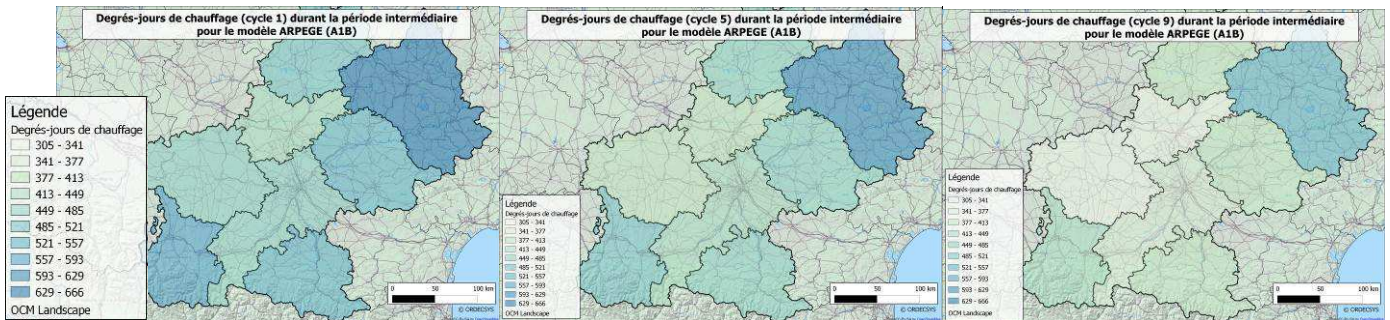 Degrés-jours de chauffage (cycle 1) durant la période intermédiaire
pour le modèle ARPEGE (A1B)
Légende
Degrés-jours de chauffage
305 - 341
341 - 377
377 - 413
413 - 449
449 - 485
485 - 521
521 - 557
557 - 593
593 - 629
629 - 666
OCM Landscape
0 50 100 km
© ORDECSYS
Degrés-jours de chauffage (cycle 5) durant la période intermédiaire
pour le modèle ARPEGE (A1B)
Légende
Degrés-jours de chauffage
305 - 341
341 - 377
377 - 413
413 - 449
449 - 485
485 - 521
521 - 557
557 - 593
593 - 629
629 - 666
OCM Landscape
0 50 100 km
© ORDECSYS
Degrés-jours de chauffage (cycle 9) durant la période intermédiaire
pour le modèle ARPEGE (A1B)
Légende
Degrés-jours de chauffage
305 - 341
341 - 377
377 - 413
413 - 449
449 - 485
485 - 521
521 - 557
557 - 593
593 - 629
629 - 666
OCM Landscape
0 50 100 km
© ORDECSYS